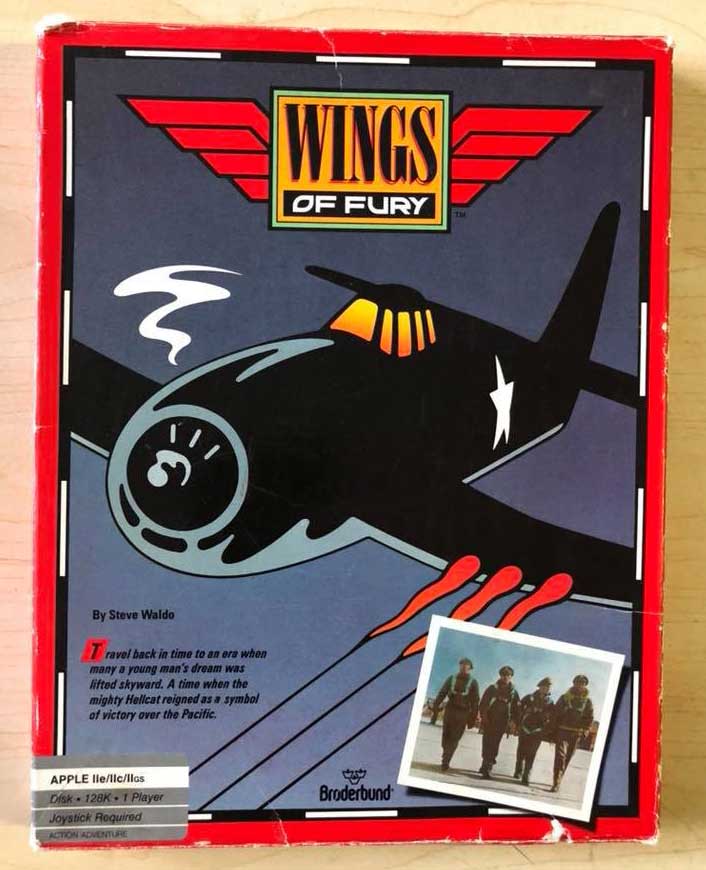 WINGS
OF FURY
™
By Steve Waldo
Travel back in time to an era when
many a young man's dream was
lifted skyward. A time when the
mighty Hellcat reigned as a symbol
of victory over the Pacific.
APPLE IIe/IIc/IIGS
Disk • 128K • 1 Player
Joystick Required
ACTION ADVENTURE
Brøderbund®